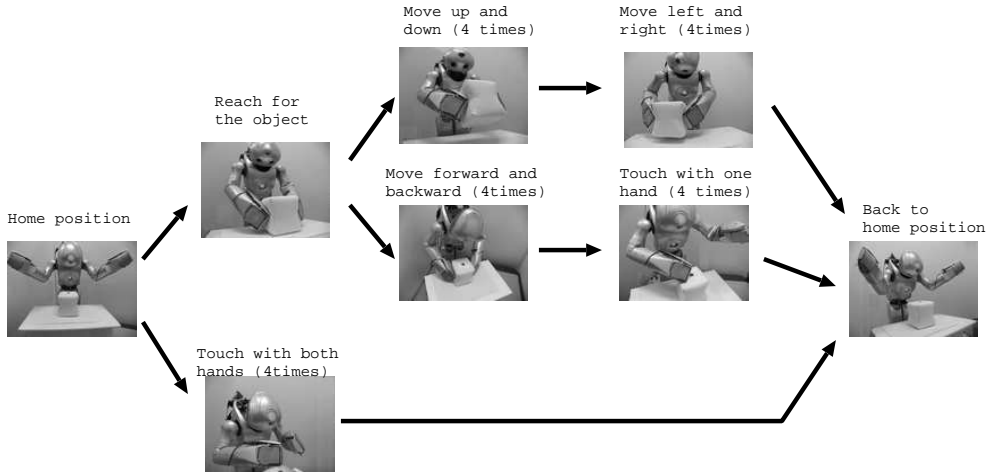 Home position
Reach for
the object
Move up and
down (4 times)
Move left and
right (4times)
Move forward and
backward (4times)
Touch with one
hand (4 times)
Touch with both
hands (4times)
Back to
home position